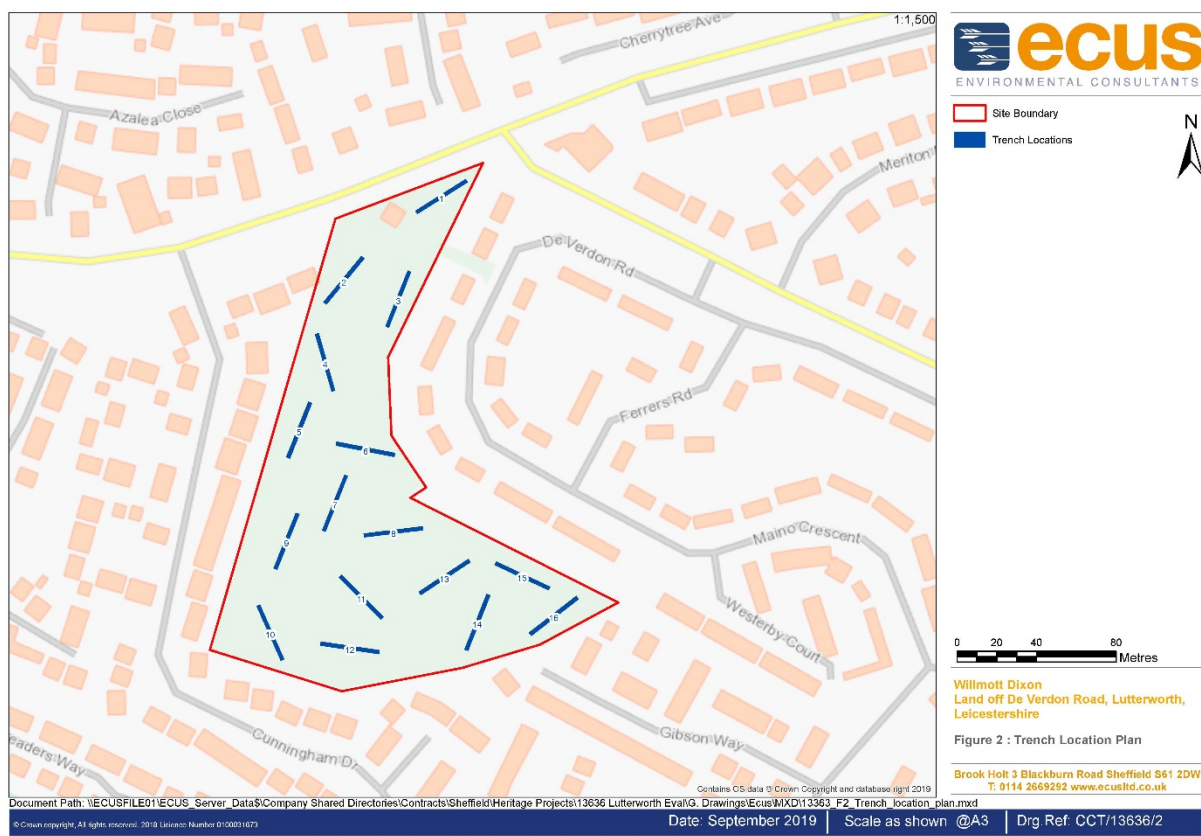 1:1,500
Cherrytree Ave
Azalea Close
De Verdon Rd
Ferrers Rd
Maino Crescent
Westerby Court
Gibson Way
Cunningham Dr
eaders Way
1
2
3
4
5
6
7
8
9
10
11
12
13
14
15
16
Contains OS data © Crown Copyright and database right 2019
ecus
ENVIRONMENTAL CONSULTANTS
Site Boundary
Trench Locations
N
0 20 40 80
Metres
Willmott Dixon
Land off De Verdon Road, Lutterworth,
Leicestershire
Figure 2 : Trench Location Plan
Brook Holt 3 Blackburn Road Sheffield S61 2DW
T: 0114 2669292 www.ecusltd.co.uk
Document Path: \\ECUSFILE01\ECUS_Server_Data$\Company Shared Directories\Contracts\Sheffield\Heritage Projects\13636 Lutterworth Eval\G. Drawings\Ecus\MXD\13363_F2_Trench_location_plan.mxd
© Crown copyright, All rights reserved. 2018 Licence Number 0100031673
Date: September 2019
Scale as shown @A3
Drg.Ref: CCT/13636/2